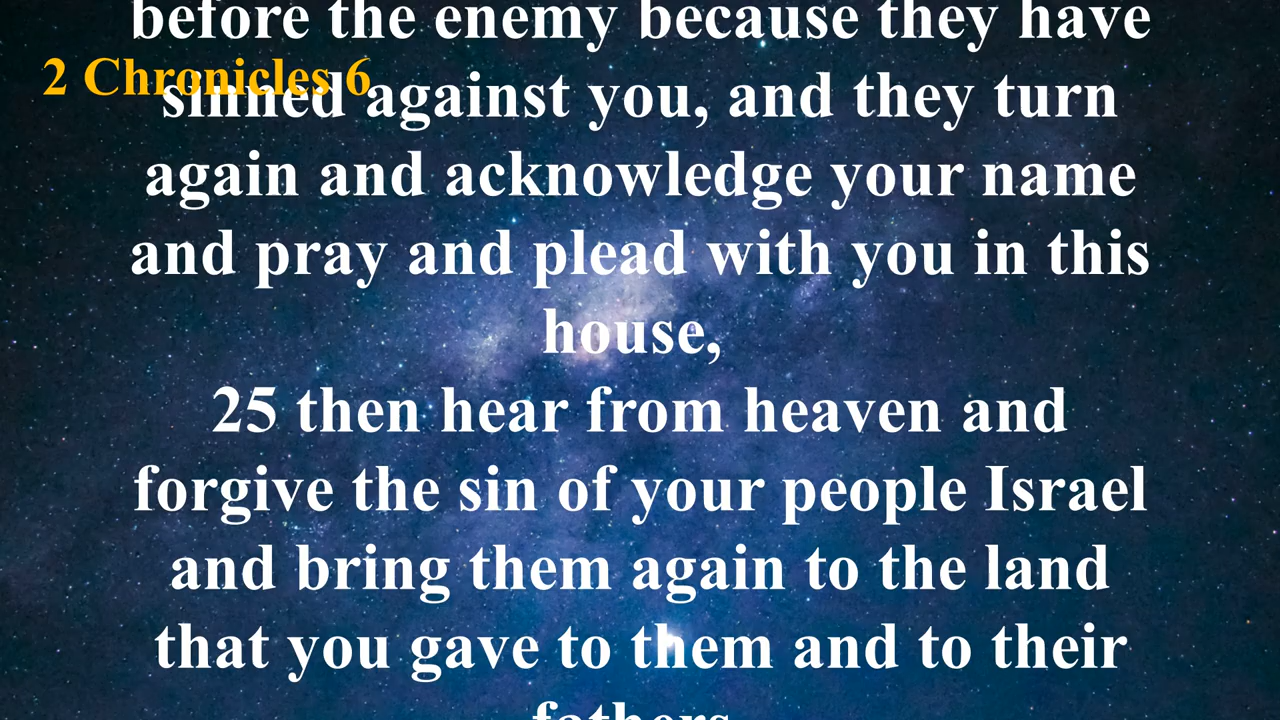 before the enemy because they have
2 Chronicles 6
sinned against you, and they turn
again and acknowledge your name
and pray and plead with you in this
house,
25 then hear from heaven and
forgive the sin of your people Israel
and bring them again to the land
that you gave to them and to their
fathers